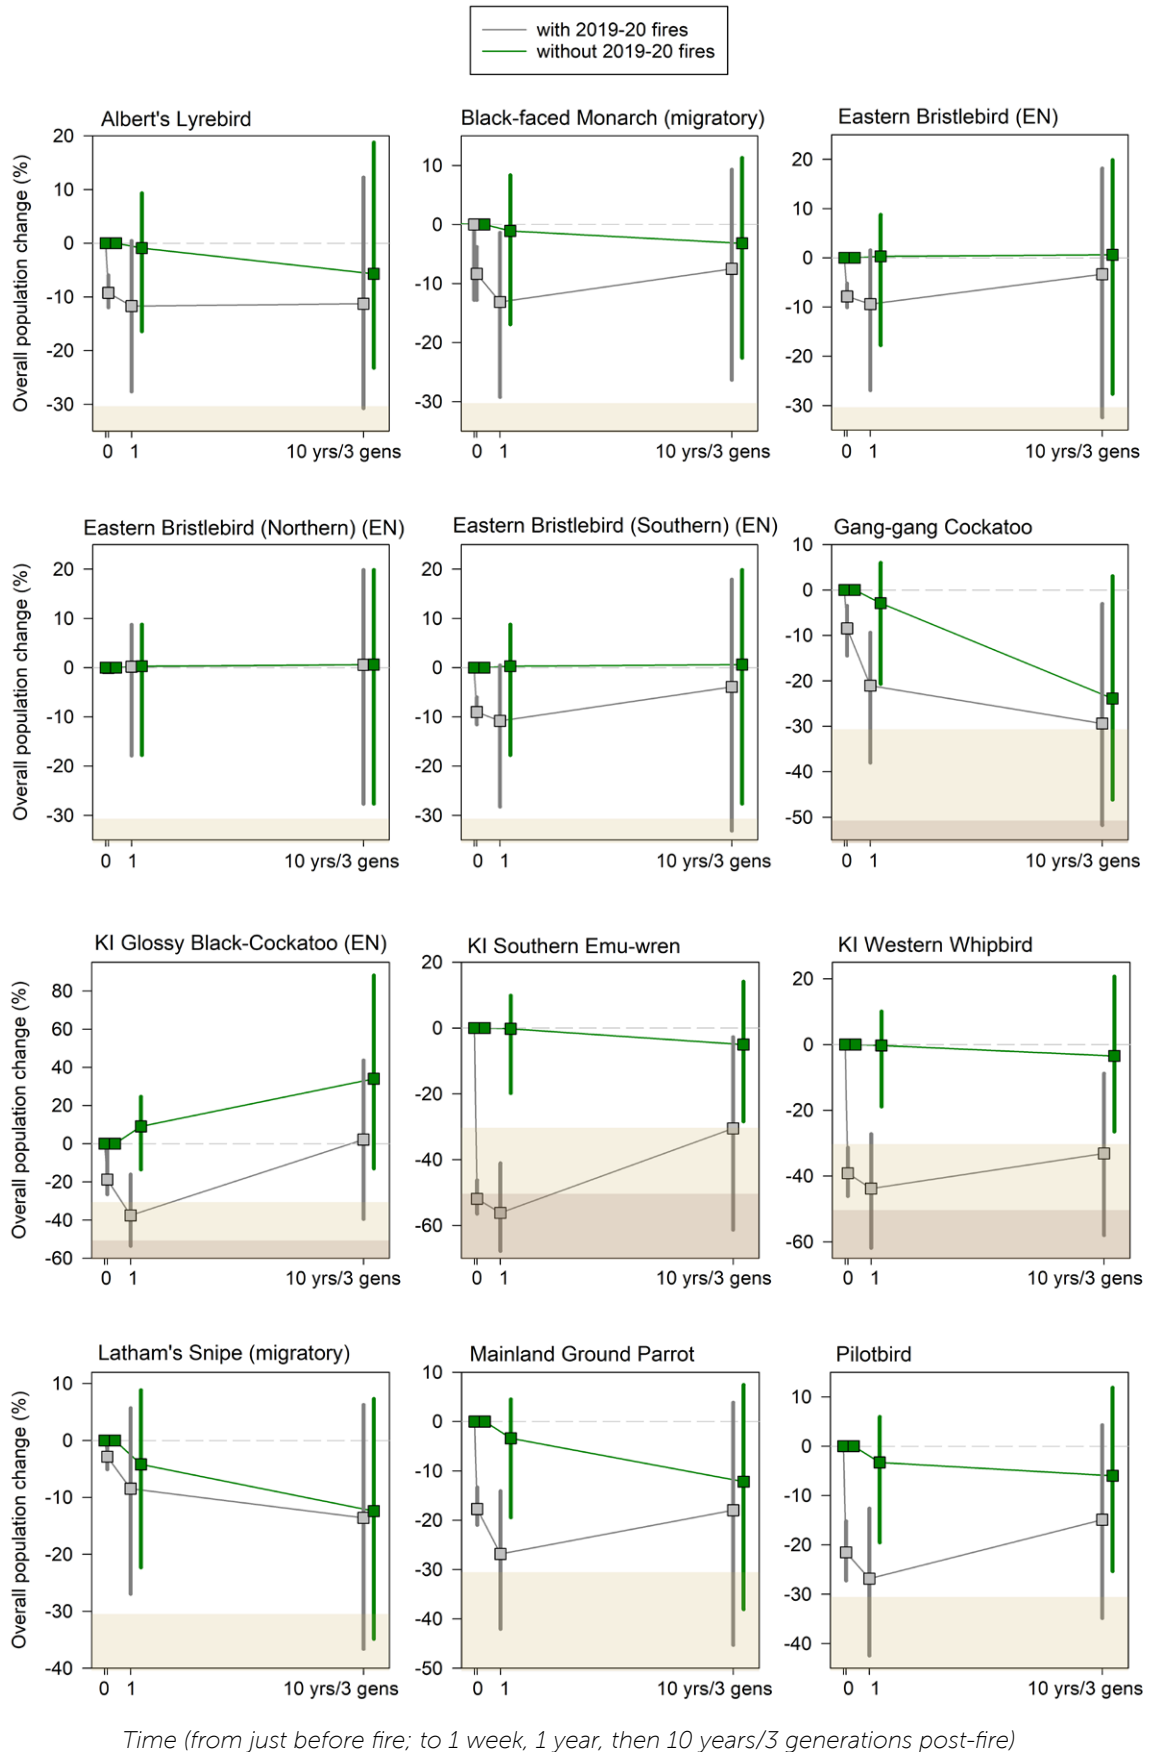 with 2019-20 fires
without 2019-20 fires
Albert's Lyrebird
Black-faced Monarch (migratory)
Eastern Bristlebird (EN)
Overall population change (%)
20
10
0
-10
-20
-30
0 1 10 yrs/3 gens
10
0
-10
-20
-30
0 1 10 yrs/3 gens
20
10
0
-10
-20
-30
0 1 10 yrs/3 gens
Eastern Bristlebird (Northern) (EN)
Eastern Bristlebird (Southern) (EN)
Gang-gang Cockatoo
Overall population change (%)
20
10
0
-10
-20
-30
0 1 10 yrs/3 gens
20
10
0
-10
-20
-30
0 1 10 yrs/3 gens
10
0
-10
-20
-30
-40
-50
0 1 10 yrs/3 gens
KI Glossy Black-Cockatoo (EN)
KI Southern Emu-wren
KI Western Whipbird
Overall population change (%)
80
60
40
20
0
-20
-40
-60
0 1 10 yrs/3 gens
20
0
-20
-40
-60
0 1 10 yrs/3 gens
20
0
-20
-40
-60
0 1 10 yrs/3 gens
Latham's Snipe (migratory)
Mainland Ground Parrot
Pilotbird
Overall population change (%)
10
0
-10
-20
-30
-40
0 1 10 yrs/3 gens
10
0
-10
-20
-30
-40
-50
0 1 10 yrs/3 gens
10
0
-10
-20
-30
-40
0 1 10 yrs/3 gens
Time (from just before fire; to 1 week, 1 year, then 10 years/3 generations post-fire)